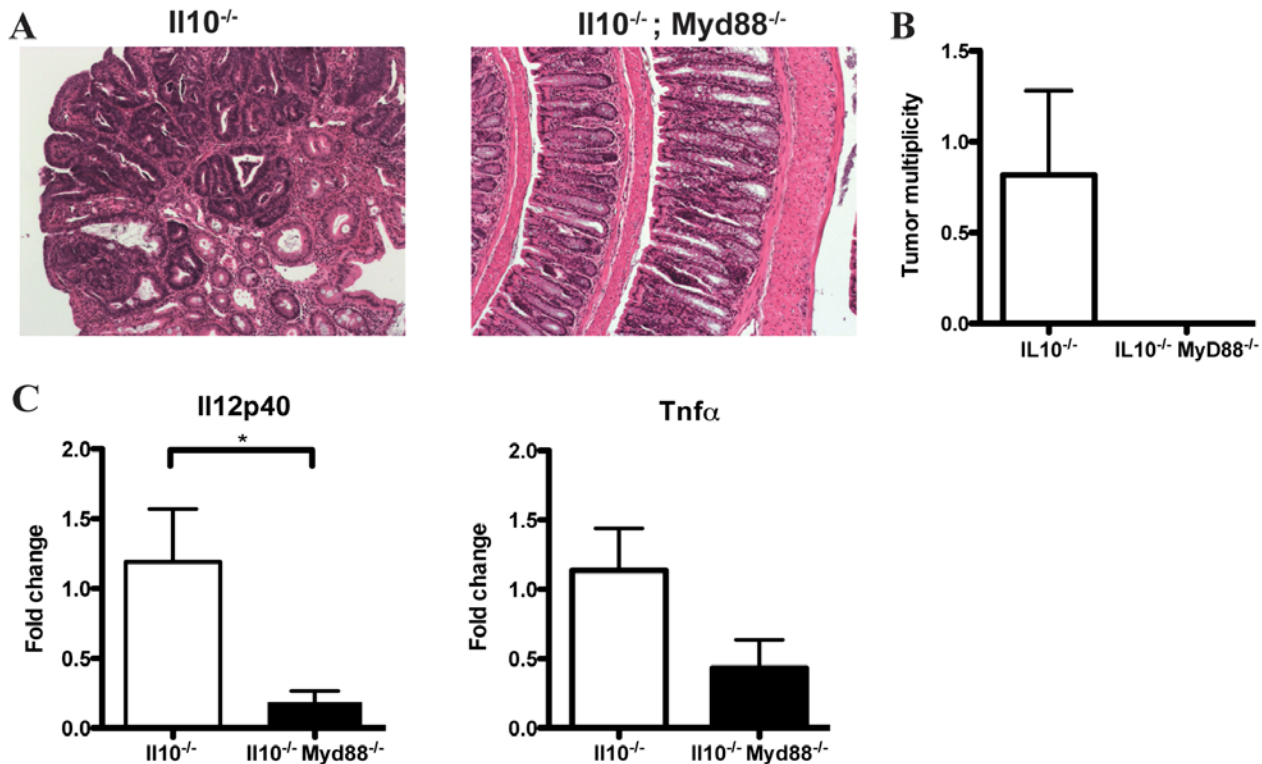 A
Il10⁻/⁻
Il10⁻/⁻ ; Myd88⁻/⁻
B
1.5
1.0
0.5
0.0
Tumor multiplicity
IL10⁻/⁻ IL10⁻/⁻ MyD88⁻/⁻
C
Il12p40
*
2.0
1.5
1.0
0.5
0.0
Fold change
Il10⁻/⁻ Il10⁻/⁻ Myd88⁻/⁻
Tnfα
2.0
1.5
1.0
0.5
0.0
Fold change
Il10⁻/⁻ Il10⁻/⁻ Myd88⁻/⁻